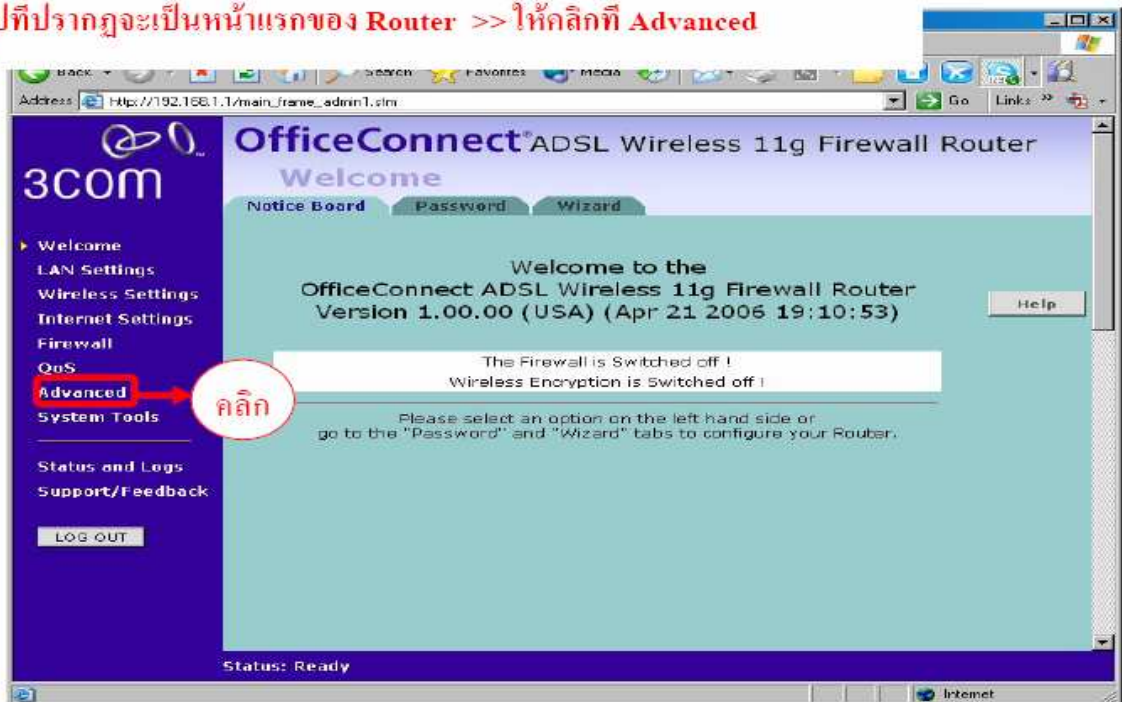 ปที่ปรากฏจะเป็นหน้าแรกของ Router >> ให้คลิกที่ Advanced
Back Search Favorites Media
Address http://192.168.1.1/main_frame_admin1.stm Go Links »
3com
OfficeConnect® ADSL Wireless 11g Firewall Router
Welcome
Notice Board Password Wizard
Welcome
LAN Settings
Wireless Settings
Internet Settings
Firewall
QoS
Advanced
System Tools
Status and Logs
Support/Feedback
LOG OUT
คลิก
Welcome to the
OfficeConnect ADSL Wireless 11g Firewall Router
Version 1.00.00 (USA) (Apr 21 2006 19:10:53)
Help
The Firewall is Switched off !
Wireless Encryption is Switched off !
Please select an option on the left hand side or
go to the "Password" and "Wizard" tabs to configure your Router.
Status: Ready
Internet